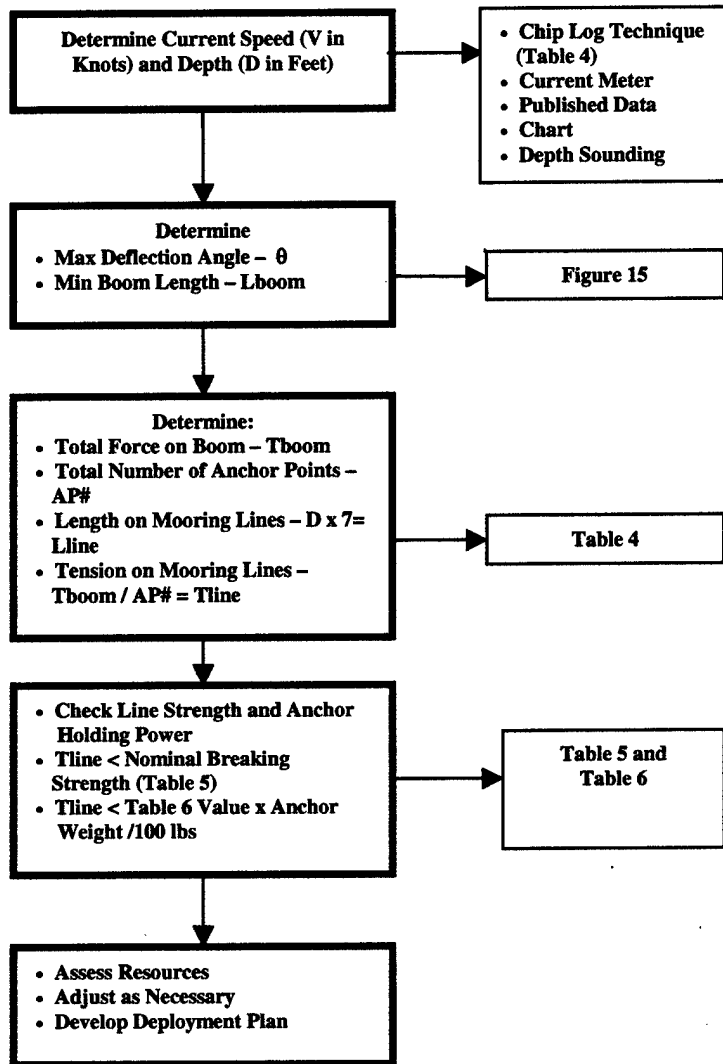 Determine Current Speed (V in
Knots) and Depth (D in Feet)
• Chip Log Technique
(Table 4)
• Current Meter
• Published Data
• Chart
• Depth Sounding
Determine
• Max Deflection Angle – θ
• Min Boom Length – Lboom
Figure 15
Determine:
• Total Force on Boom – Tboom
• Total Number of Anchor Points –
AP#
• Length on Mooring Lines – D x 7=
Lline
• Tension on Mooring Lines –
Tboom / AP# = Tline
Table 4
• Check Line Strength and Anchor
Holding Power
• Tline < Nominal Breaking
Strength (Table 5)
• Tline < Table 6 Value x Anchor
Weight /100 lbs
Table 5 and
Table 6
• Assess Resources
• Adjust as Necessary
• Develop Deployment Plan